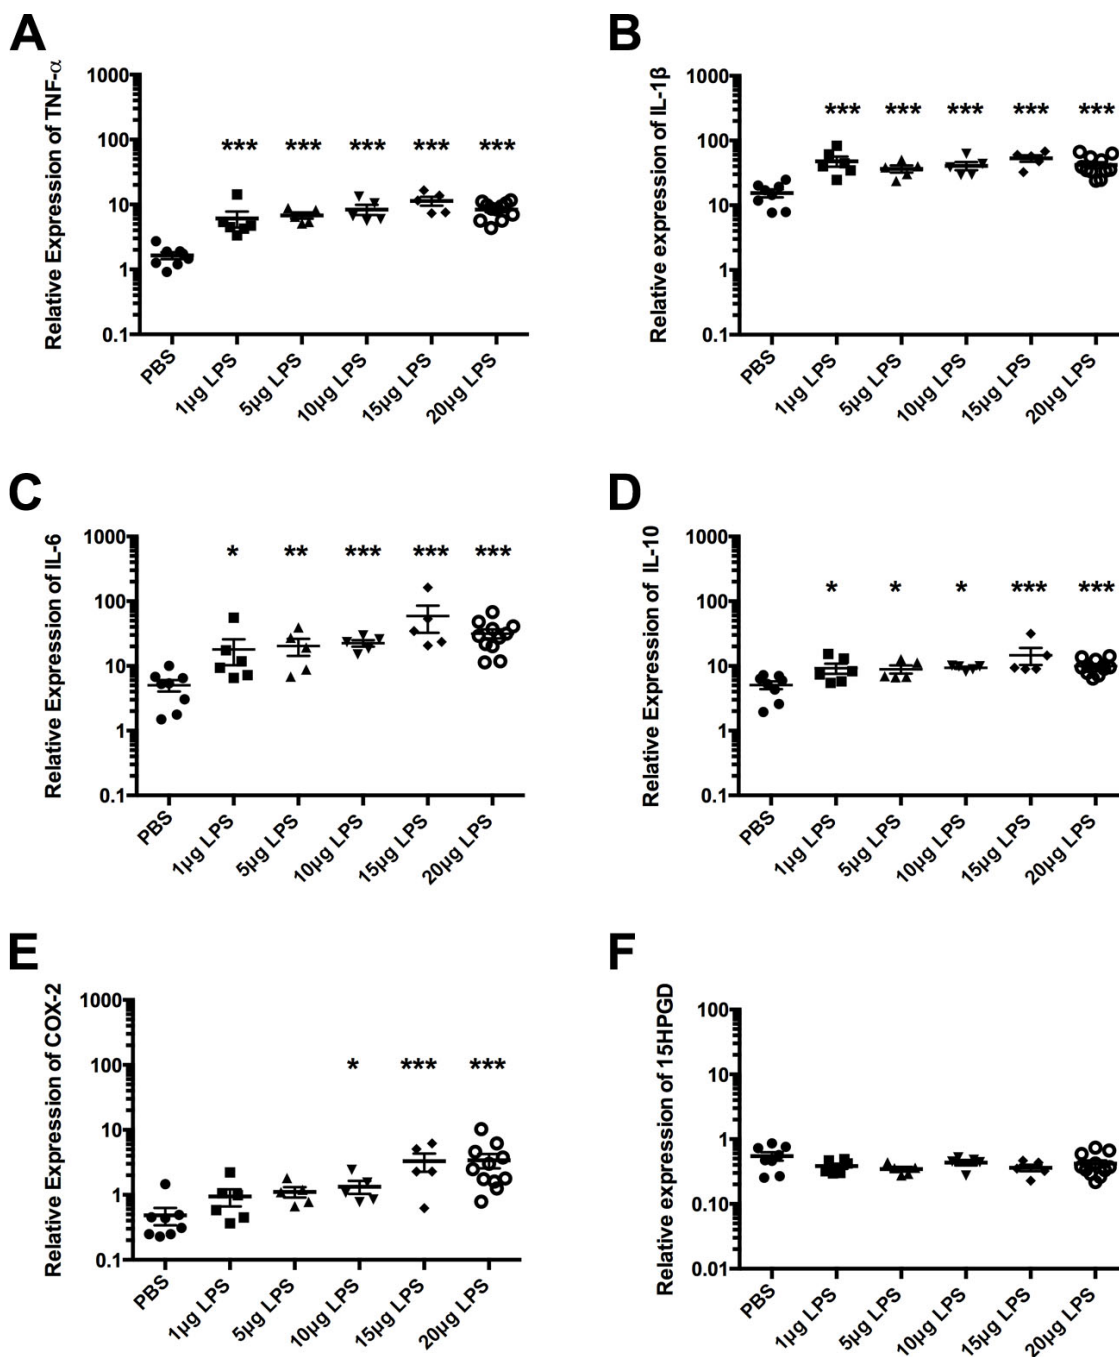 A
Relative Expression of TNF-α
1000
100
10
1
0.1
*** *** *** *** ***
PBS
1µg LPS
5µg LPS
10µg LPS
15µg LPS
20µg LPS
B
Relative expression of IL-1β
1000
100
10
1
0.1
*** *** *** *** ***
PBS
1µg LPS
5µg LPS
10µg LPS
15µg LPS
20µg LPS
C
Relative Expression of IL-6
1000
100
10
1
0.1
* ** *** *** ***
PBS
1µg LPS
5µg LPS
10µg LPS
15µg LPS
20µg LPS
D
Relative Expression of IL-10
1000
100
10
1
0.1
* * * *** ***
PBS
1µg LPS
5µg LPS
10µg LPS
15µg LPS
20µg LPS
E
Relative Expression of COX-2
1000
100
10
1
0.1
* *** ***
PBS
1µg LPS
5µg LPS
10µg LPS
15µg LPS
20µg LPS
F
Relative expression of 15HPGD
100
10
1
0.1
0.01
PBS
1µg LPS
5µg LPS
10µg LPS
15µg LPS
20µg LPS